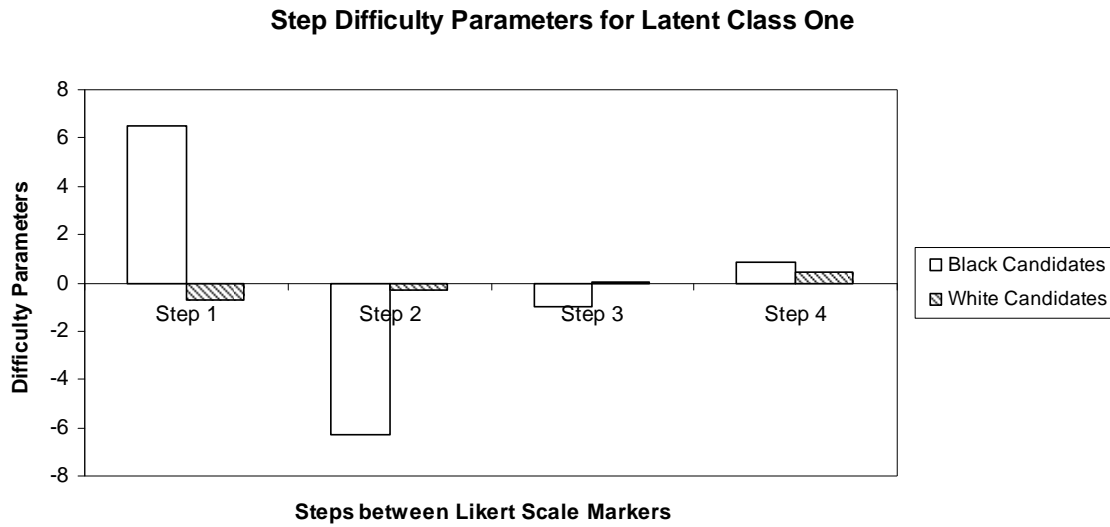 Step Difficulty Parameters for Latent Class One
8
6
4
2
0
-2
-4
-6
-8
Difficulty Parameters
Step 1
Step 2
Step 3
Step 4
Steps between Likert Scale Markers
Black Candidates
White Candidates